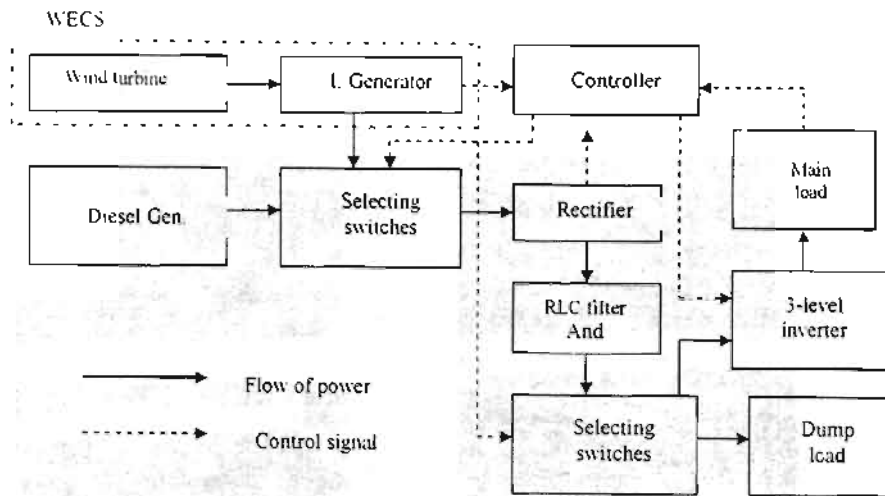 WECS
Wind turbine
I. Generator
Controller
Main
load
Diesel Gen.
Selecting
switches
Rectifier
RLC filter
And
3-level
inverter
Flow of power
Control signal
Selecting
switches
Dump
load